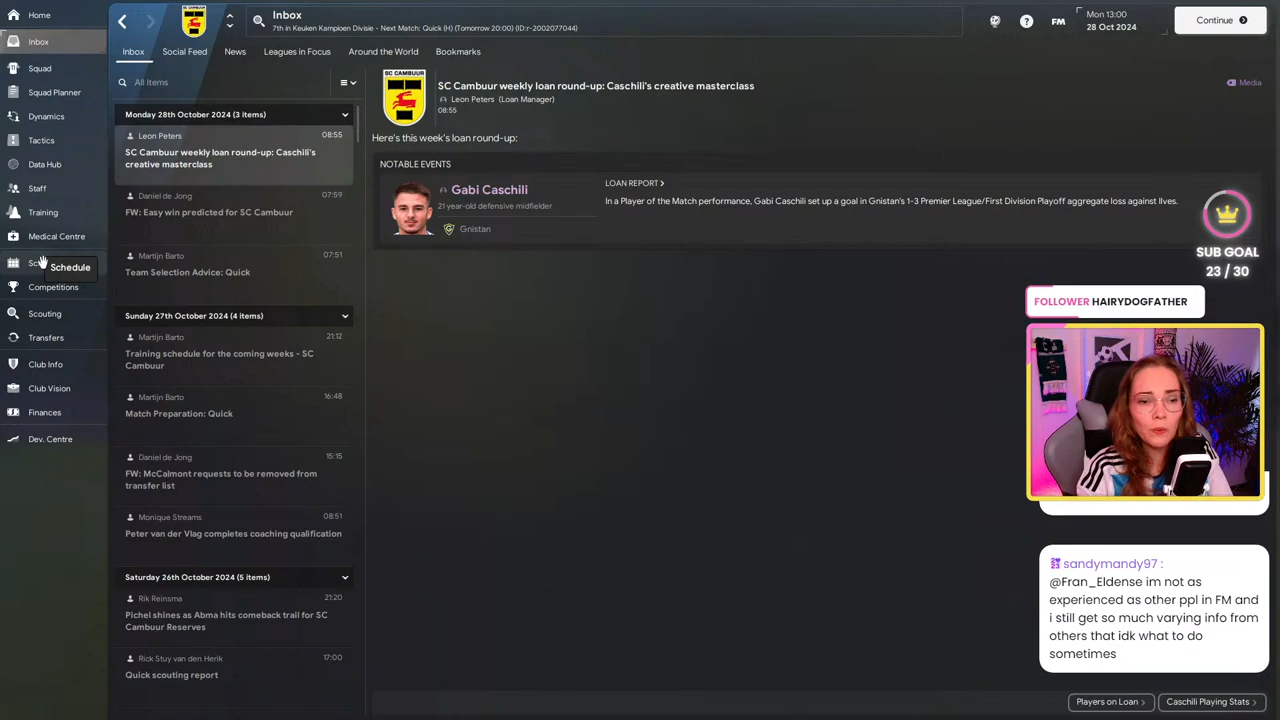 Home
Inbox
Squad
Squad Planner
Dynamics
Tactics
Data Hub
Staff
Training
Medical Centre
Schedule
Competitions
Scouting
Transfers
Club Info
Club Vision
Finances
Dev. Centre
Inbox
7th in Keuken Kampioen Divisie - Next Match: Quick (H) (Tomorrow 20:00) (ID:r-2002077044)
FM
Mon 13:00
28 Oct 2024
Continue
Inbox
Social Feed
News
Leagues in Focus
Around the World
Bookmarks
All Items
Monday 28th October 2024 (3 items)
Leon Peters
08:55
SC Cambuur weekly loan round-up: Caschili's
creative masterclass
Daniel de Jong
07:59
FW: Easy win predicted for SC Cambuur
Martijn Barto
07:51
Team Selection Advice: Quick
Sunday 27th October 2024 (4 items)
Martijn Barto
21:12
Training schedule for the coming weeks - SC
Cambuur
Martijn Barto
16:48
Match Preparation: Quick
Daniel de Jong
15:15
FW: McCalmont requests to be removed from
transfer list
Monique Streams
08:51
Peter van der Vlag completes coaching qualification
Saturday 26th October 2024 (5 items)
Rik Reinsma
21:20
Pichel shines as Abma hits comeback trail for SC
Cambuur Reserves
Rick Stuy van den Herik
17:00
Quick scouting report
SC Cambuur weekly loan round-up: Caschili's creative masterclass
Leon Peters (Loan Manager)
08:55
Media
Here's this week's loan round-up:
NOTABLE EVENTS
Gabi Caschili
21 year-old defensive midfielder
Gnistan
LOAN REPORT
In a Player of the Match performance, Gabi Caschili set up a goal in Gnistan's 1-3 Premier League/First Division Playoff aggregate loss against Ilves.
SUB GOAL
23 / 30
FOLLOWER HAIRYDOGFATHER
sandymandy97 :
@Fran_Eldense im not as
experienced as other ppl in FM and
i still get so much varying info from
others that idk what to do
sometimes
Players on Loan
Caschili Playing Stats